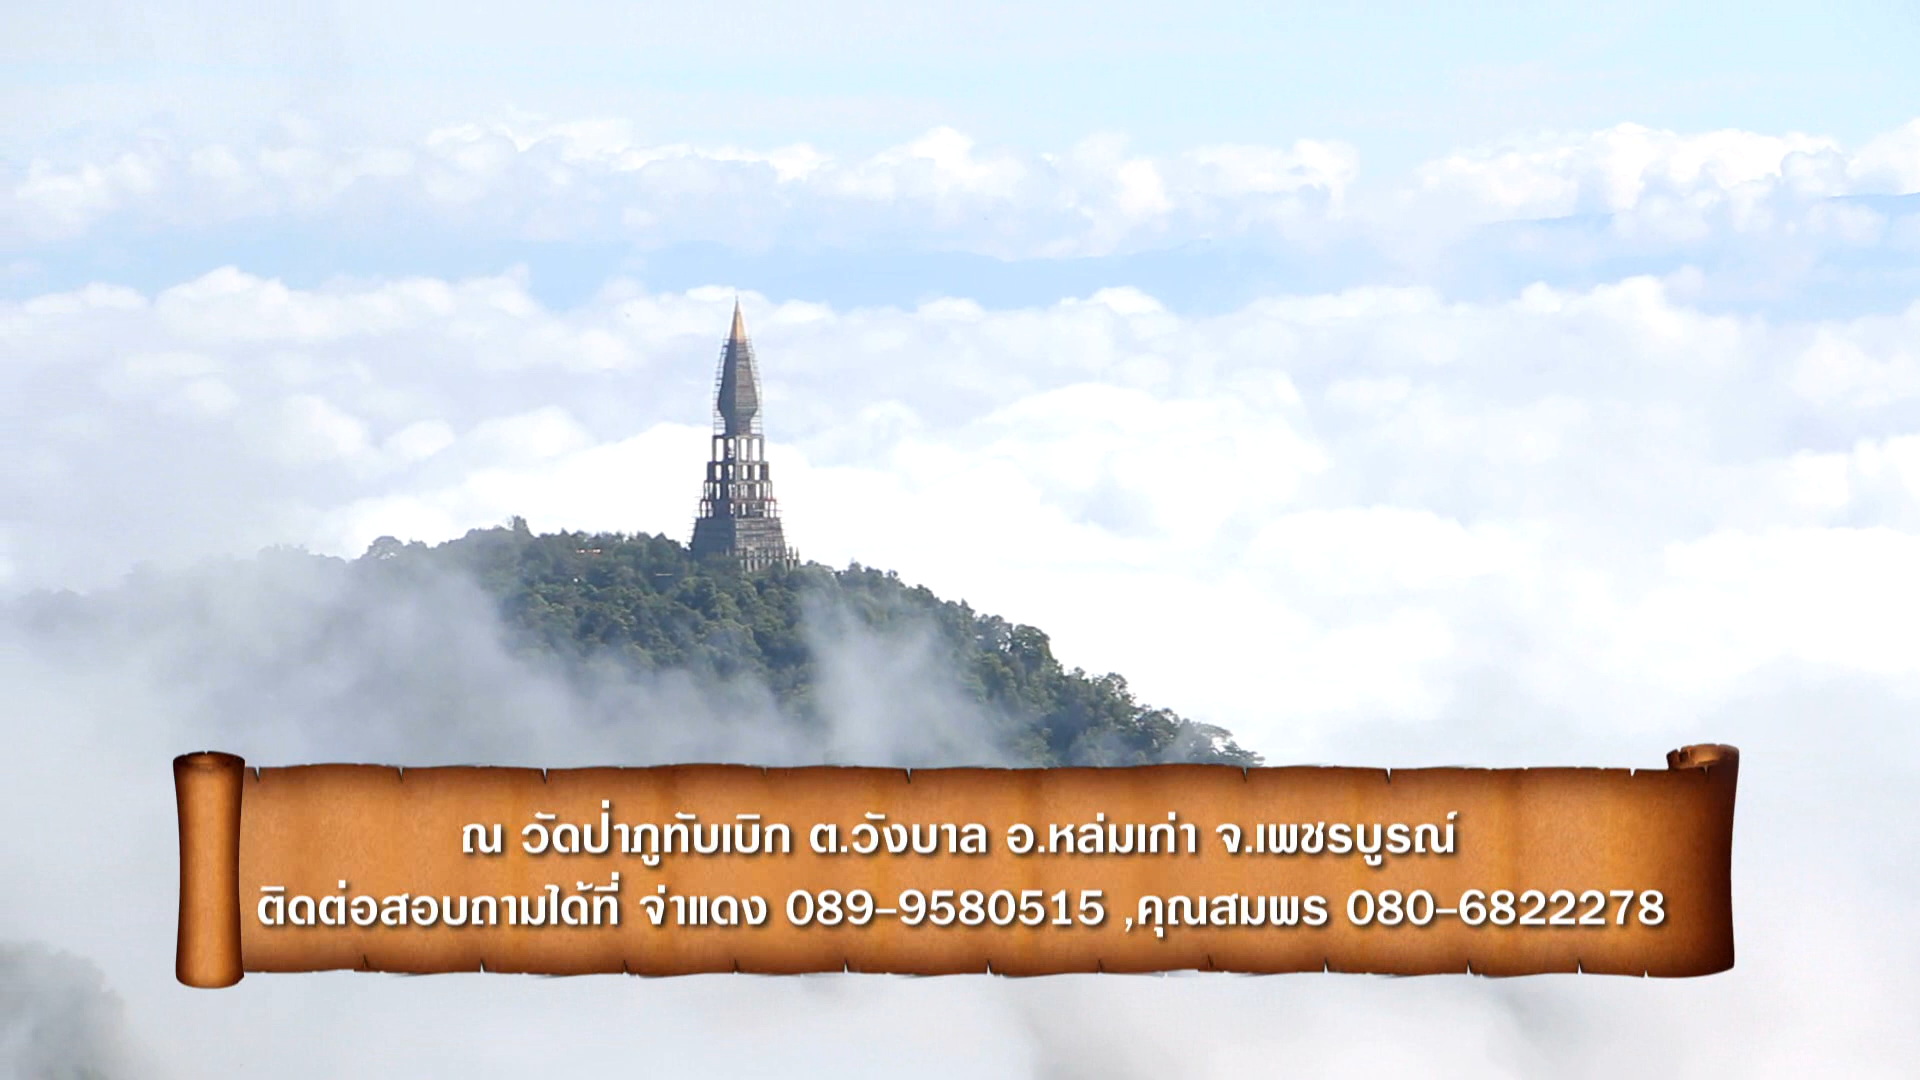 ณ วัดป่าภูทับเบิก ต.วังบาล อ.หล่มเก่า จ.เพชรบูรณ์
ติดต่อสอบถามได้ที่ จ่าแดง 089-9580515 ,คุณสมพร 080-6822278